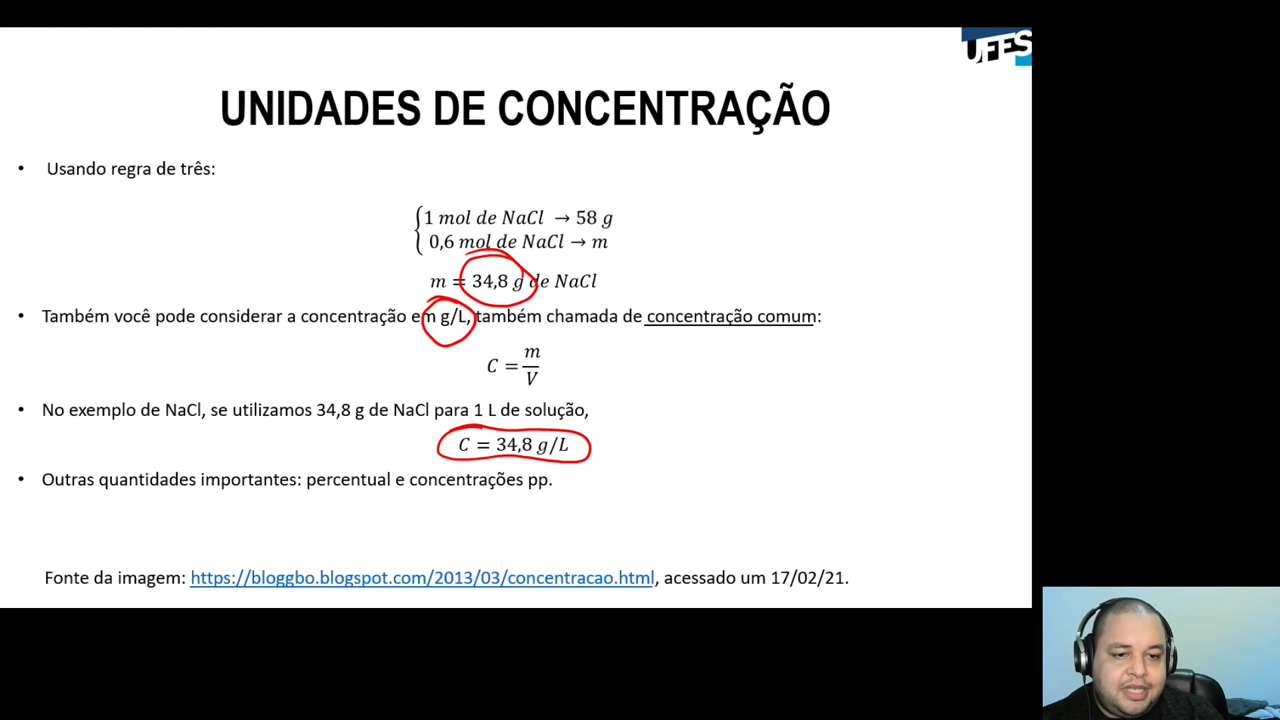 UFES
UNIDADES DE CONCENTRAÇÃO
• Usando regra de três:
{1 mol de NaCl → 58 g
0,6 mol de NaCl → m
m = 34,8 g de NaCl
• Também você pode considerar a concentração em g/L, também chamada de concentração comum:
C = m/V
• No exemplo de NaCl, se utilizamos 34,8 g de NaCl para 1 L de solução,
C = 34,8 g/L
• Outras quantidades importantes: percentual e concentrações pp.
Fonte da imagem: https://bloggbo.blogspot.com/2013/03/concentracao.html, acessado um 17/02/21.